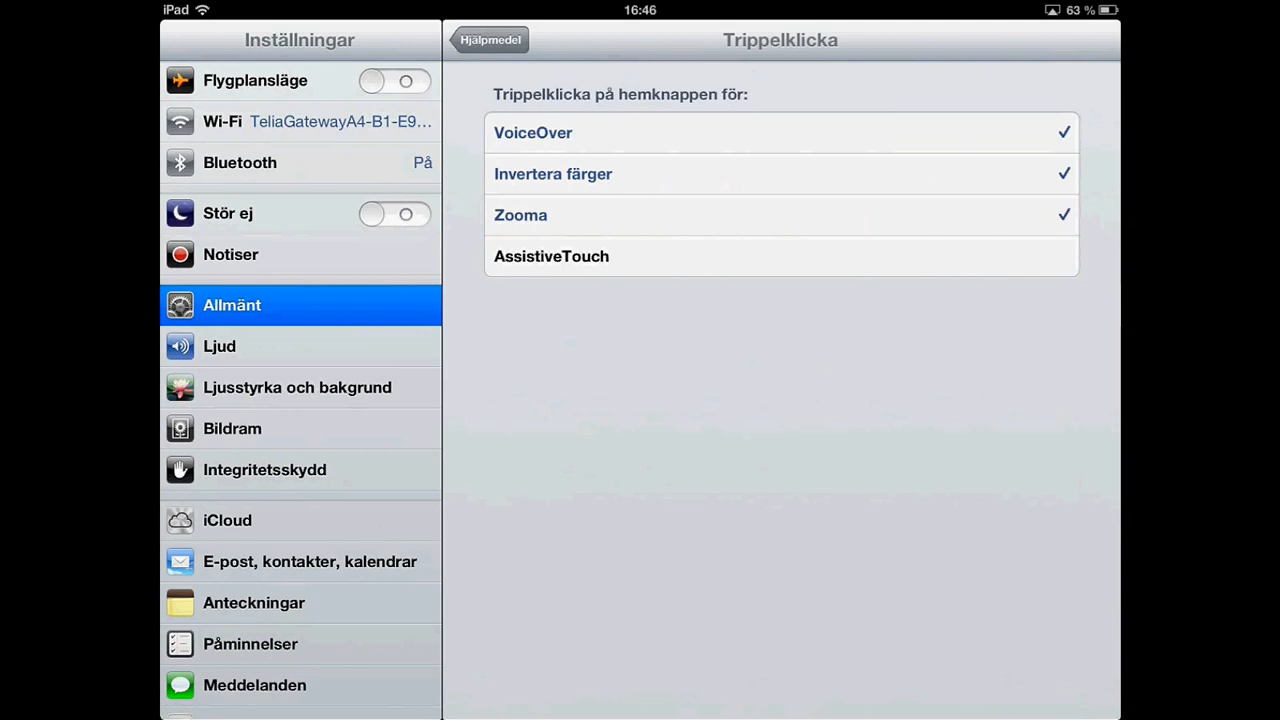 iPad 16:46 63 %
Inställningar
Hjälpmedel
Trippelklicka
Flygplansläge
Wi-Fi TeliaGatewayA4-B1-E9...
Bluetooth På
Stör ej
Notiser
Allmänt
Ljud
Ljusstyrka och bakgrund
Bildram
Integritetsskydd
iCloud
E-post, kontakter, kalendrar
Anteckningar
Påminnelser
Meddelanden
Trippelklicka på hemknappen för:
VoiceOver
Invertera färger
Zooma
AssistiveTouch